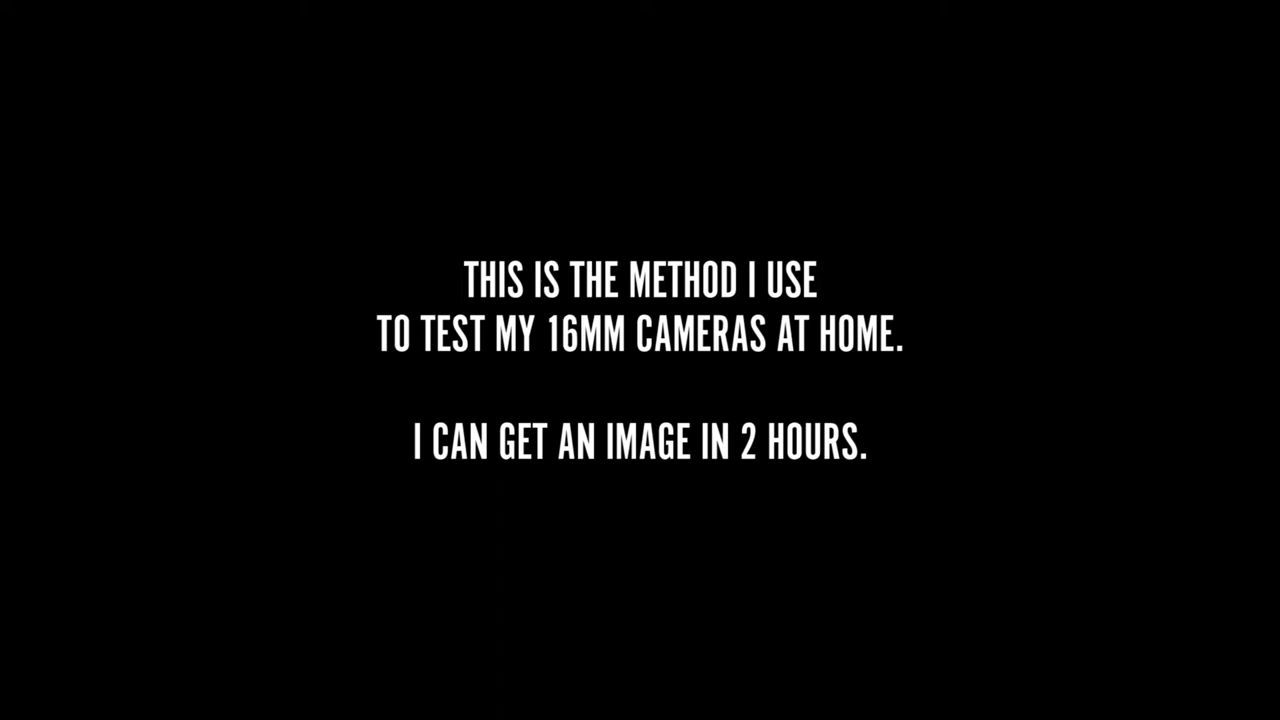 THIS IS THE METHOD I USE
TO TEST MY 16MM CAMERAS AT HOME.
I CAN GET AN IMAGE IN 2 HOURS.